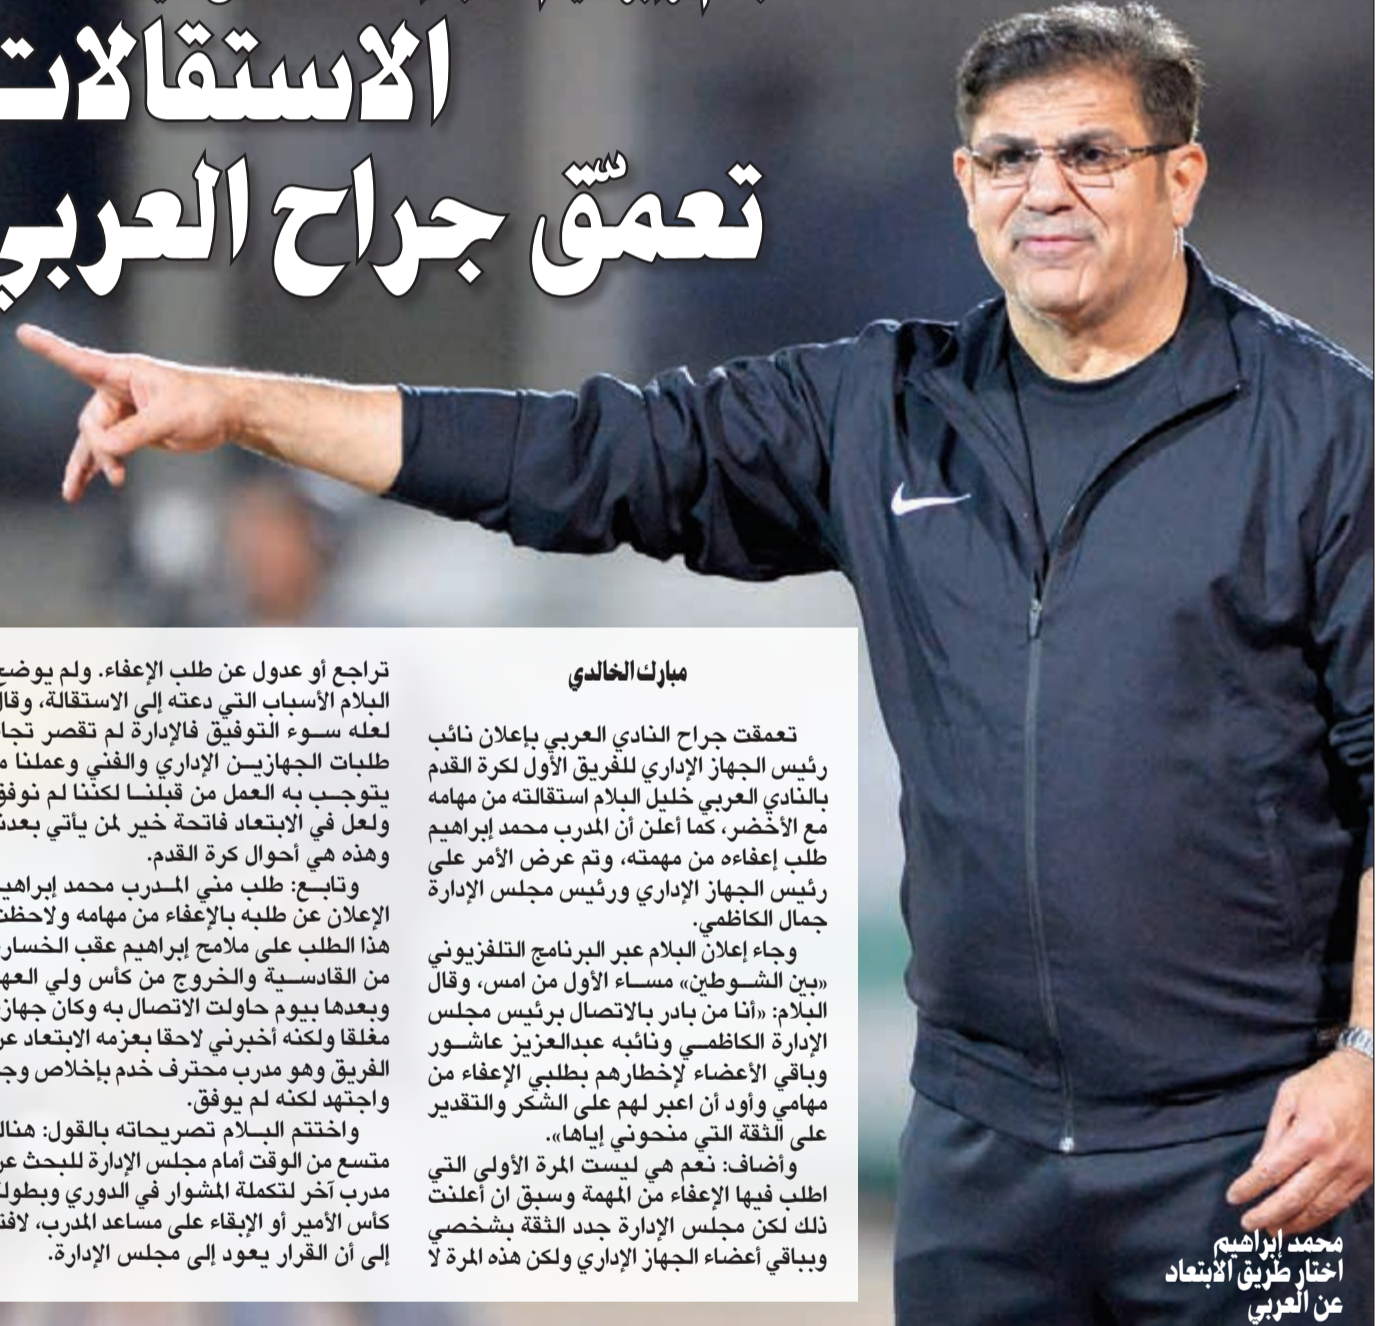 الاستقالات
تعمّق جراح العربي
مبارك الخالدي
تعمقت جراح النادي العربي بإعلان نائب
رئيس الجهاز الإداري للفريق الأول لكرة القدم
بالنادي العربي خليل البلام استقالته من مهامه
مع الأخضر، كما أعلن أن المدرب محمد إبراهيم
طلب إعفاءه من مهمته، وتم عرض الأمر على
رئيس الجهاز الإداري ورئيس مجلس الإدارة
جمال الكاظمي.
وجاء إعلان البلام عبر البرنامج التلفزيوني
«بين الشوطين» مساء الأول من امس، وقال
البلام: «أنا من بادر بالاتصال برئيس مجلس
الإدارة الكاظمي ونائبه عبدالعزيز عاشور
وباقي الأعضاء لإخطارهم بطلبي الإعفاء من
مهامي وأود أن اعبر لهم على الشكر والتقدير
على الثقة التي منحوني إياها».
وأضاف: نعم هي ليست المرة الأولى التي
اطلب فيها الإعفاء من المهمة وسبق ان أعلنت
ذلك لكن مجلس الإدارة جدد الثقة بشخصي
وبباقي أعضاء الجهاز الإداري ولكن هذه المرة لا
تراجع أو عدول عن طلب الإعفاء. ولم يوضح
البلام الأسباب التي دعته إلى الاستقالة، وقال
لعله سوء التوفيق فالإدارة لم تقصر تجا
طلبات الجهازين الإداري والفني وعملنا م
يتوجب به العمل من قبلنا لكننا لم نوفق
ولعل في الابتعاد فاتحة خير لمن يأتي بعدن
وهذه هي أحوال كرة القدم.
وتابع: طلب مني المدرب محمد إبراهي
الإعلان عن طلبه بالإعفاء من مهامه ولاحظت
هذا الطلب على ملامح إبراهيم عقب الخسار
من القادسية والخروج من كأس ولي العه
وبعدها بيوم حاولت الاتصال به وكان جهاز
مغلقا ولكنه أخبرني لاحقا بعزمه الابتعاد عن
الفريق وهو مدرب محترف خدم بإخلاص وجد
واجتهد لكنه لم يوفق.
واختتم البلام تصريحاته بالقول: هنال
متسع من الوقت أمام مجلس الإدارة للبحث عن
مدرب آخر لتكملة المشوار في الدوري وبطول
كأس الأمير أو الإبقاء على مساعد المدرب، لافت
إلى أن القرار يعود إلى مجلس الإدارة.
محمد إبراهيم
اختار طريق الابتعاد
عن العربي